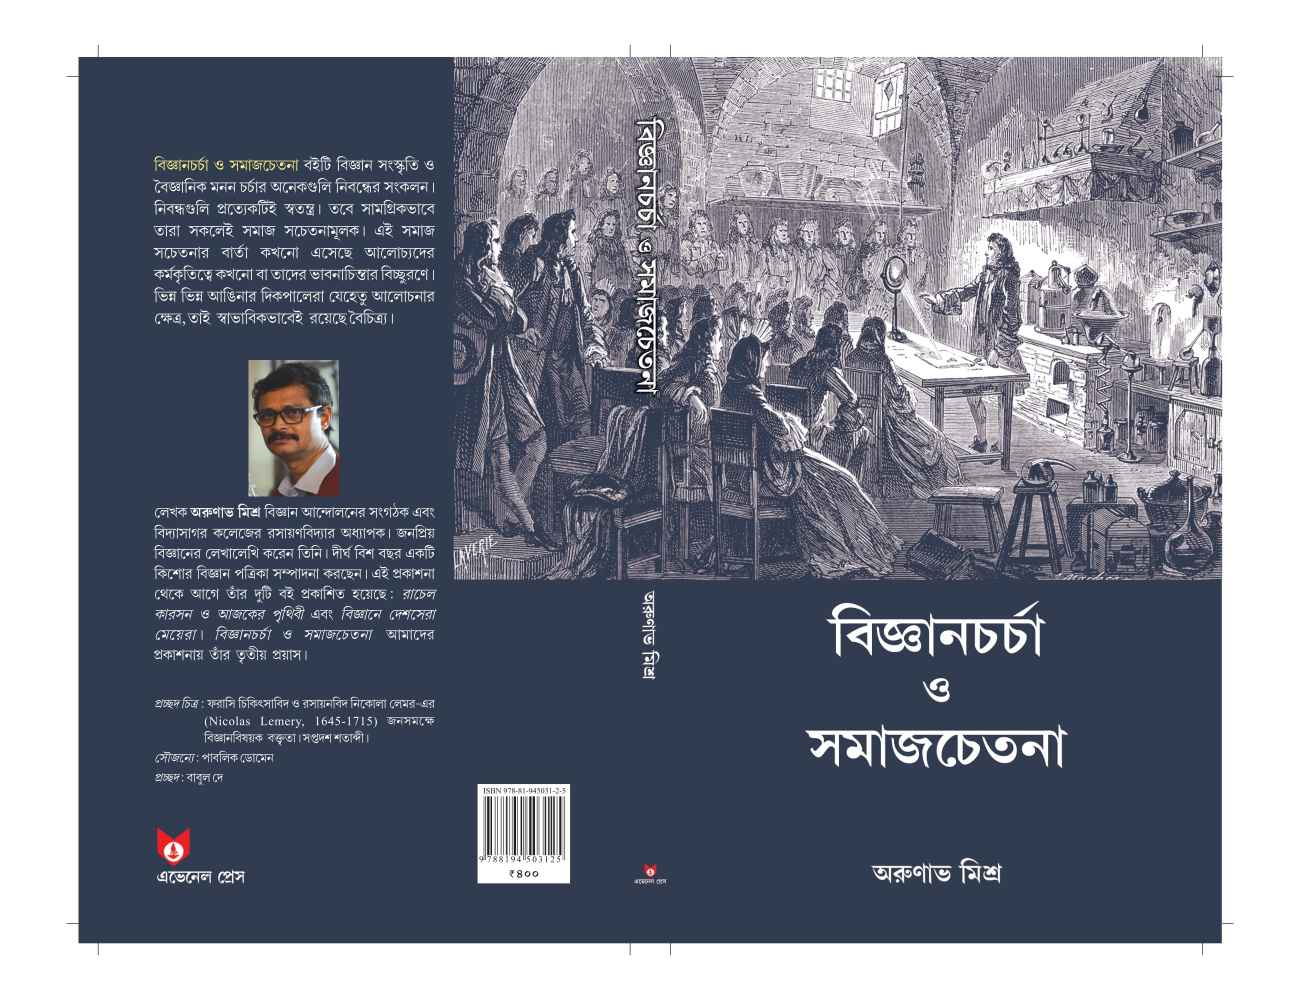 বিজ্ঞানচর্চা ও সমাজচেতনা বইটি বিজ্ঞান সংস্কৃতি ও
বৈজ্ঞানিক মনন চর্চার অনেকগুলি নিবন্ধের সংকলন।
নিবন্ধগুলি প্রত্যেকটিই স্বতন্ত্র। তবে সামগ্রিকভাবে
তারা সকলেই সমাজ সচেতনামূলক। এই সমাজ
সচেতনার বার্তা কখনো এসেছে আলোচ্যদের
কর্মকৃতিত্বে কখনো বা তাদের ভাবনাচিন্তার বিচ্ছুরণে।
ভিন্ন ভিন্ন আঙিনার দিকপালেরা যেহেতু আলোচনার
ক্ষেত্র, তাই স্বাভাবিকভাবেই রয়েছে বৈচিত্র্য।
লেখক অরুণাভ মিশ্র বিজ্ঞান আন্দোলনের সংগঠক এবং
বিদ্যাসাগর কলেজের রসায়ণবিদ্যার অধ্যাপক। জনপ্রিয়
বিজ্ঞানের লেখালেখি করেন তিনি। দীর্ঘ বিশ বছর একটি
কিশোর বিজ্ঞান পত্রিকা সম্পাদনা করছেন। এই প্রকাশনা
থেকে আগে তাঁর দুটি বই প্রকাশিত হয়েছে : রাচেল
কারসন ও আজকের পৃথিবী এবং বিজ্ঞানে দেশসেরা
মেয়েরা। বিজ্ঞানচর্চা ও সমাজচেতনা আমাদের
প্রকাশনায় তাঁর তৃতীয় প্রয়াস।
প্রচ্ছদ চিত্র : ফরাসি চিকিৎসাবিদ ও রসায়নবিদ নিকোলা লেমর-এর
(Nicolas Lemery, 1645-1715) জনসমক্ষে
বিজ্ঞানবিষয়ক বক্তৃতা। সপ্তদশ শতাব্দী।
সৌজন্যে : পাবলিক ডোমেন
প্রচ্ছদ : বাবুল দে
এভেনেল প্রেস
ISBN 978-81-945031-2-5
9 788194 503125
₹ ৪০০
বিজ্ঞানচর্চা ও সমাজচেতনা
অরুণাভ মিশ্র
এভেনেল প্রেস
LAVERIE
বিজ্ঞানচর্চা
ও
সমাজচেতনা
অরুণাভ মিশ্র